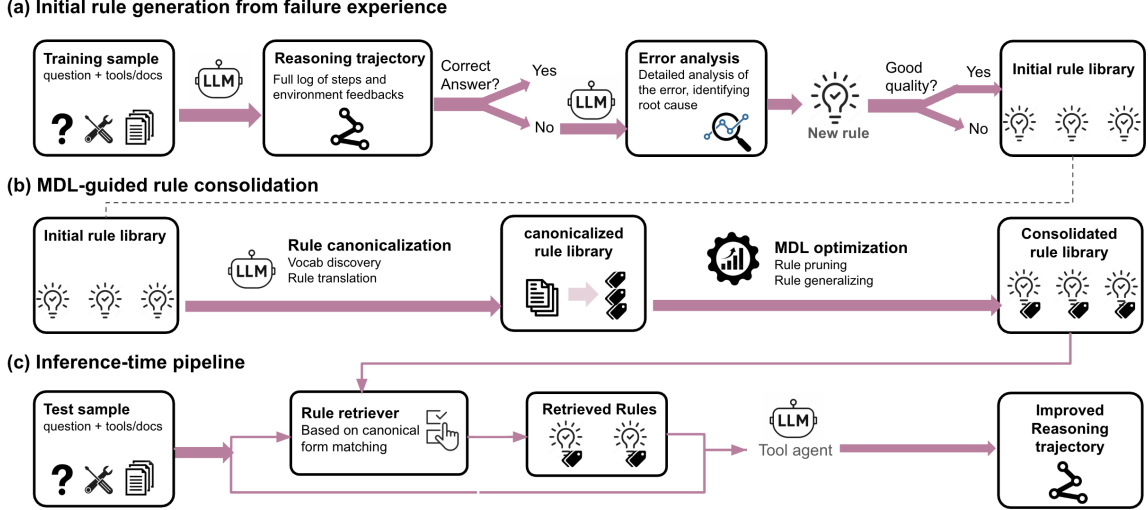 (a) Initial rule generation from failure experience
Training sample
question + tools/docs
?
LLM
Reasoning trajectory
Full log of steps and
environment feedbacks
Correct
Answer?
Yes
No
LLM
Error analysis
Detailed analysis of
the error, identifying
root cause
New rule
Good
quality?
Yes
No
Initial rule library
(b) MDL-guided rule consolidation
Initial rule library
LLM
Rule canonicalization
Vocab discovery
Rule translation
canonicalized
rule library
MDL optimization
Rule pruning
Rule generalizing
Consolidated
rule library
(c) Inference-time pipeline
Test sample
question + tools/docs
?
Rule retriever
Based on canonical
form matching
Retrieved Rules
LLM
Tool agent
Improved
Reasoning
trajectory